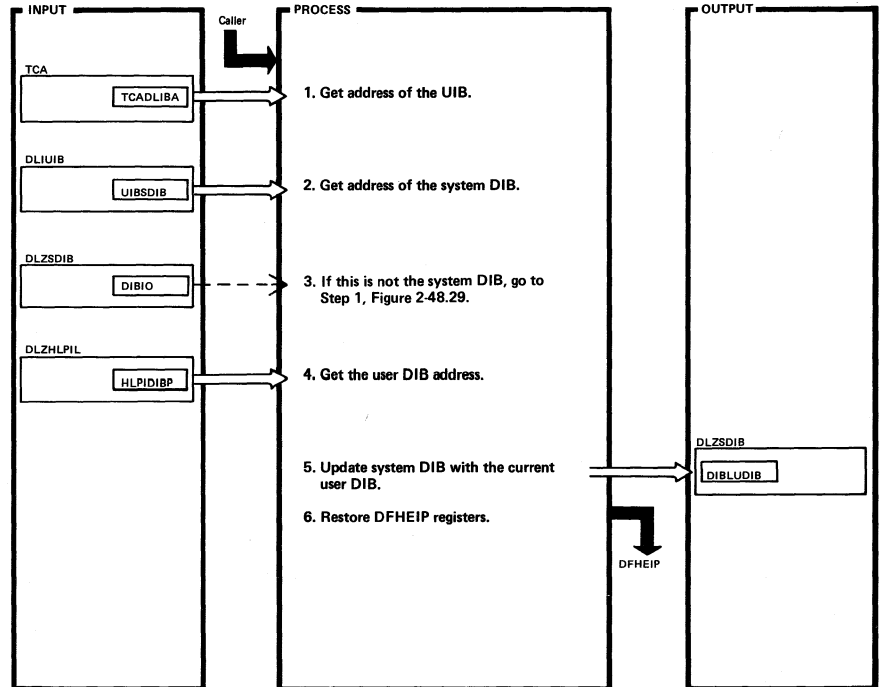 INPUT
PROCESS
OUTPUT
Caller
TCA
TCADLIBA
1. Get address of the UIB.
DLIUIB
UIBSDIB
2. Get address of the system DIB.
DLZSDIB
DIBIO
3. If this is not the system DIB, go to
Step 1, Figure 2-48.29.
DLZHLPIL
HLPIDIBP
4. Get the user DIB address.
5. Update system DIB with the current
user DIB.
DLZSDIB
DIBLUDIB
6. Restore DFHEIP registers.
DFHEIP